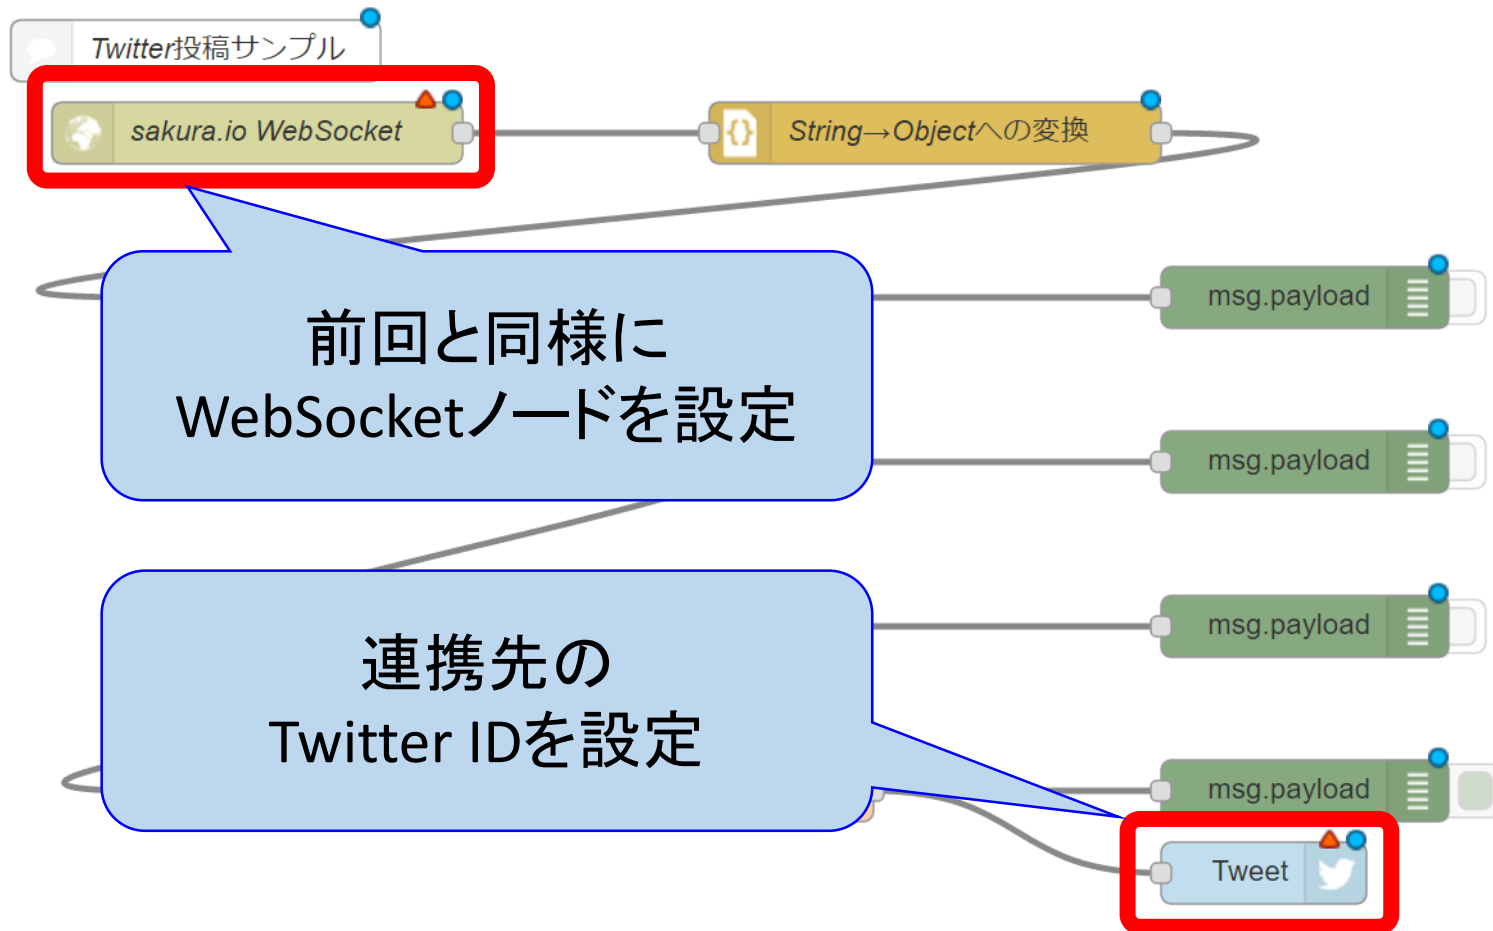 Twitter投稿サンプル
sakura.io WebSocket
String→Objectへの変換
msg.payload
前回と同様に
WebSocketノードを設定
msg.payload
msg.payload
連携先の
Twitter IDを設定
msg.payload
Tweet